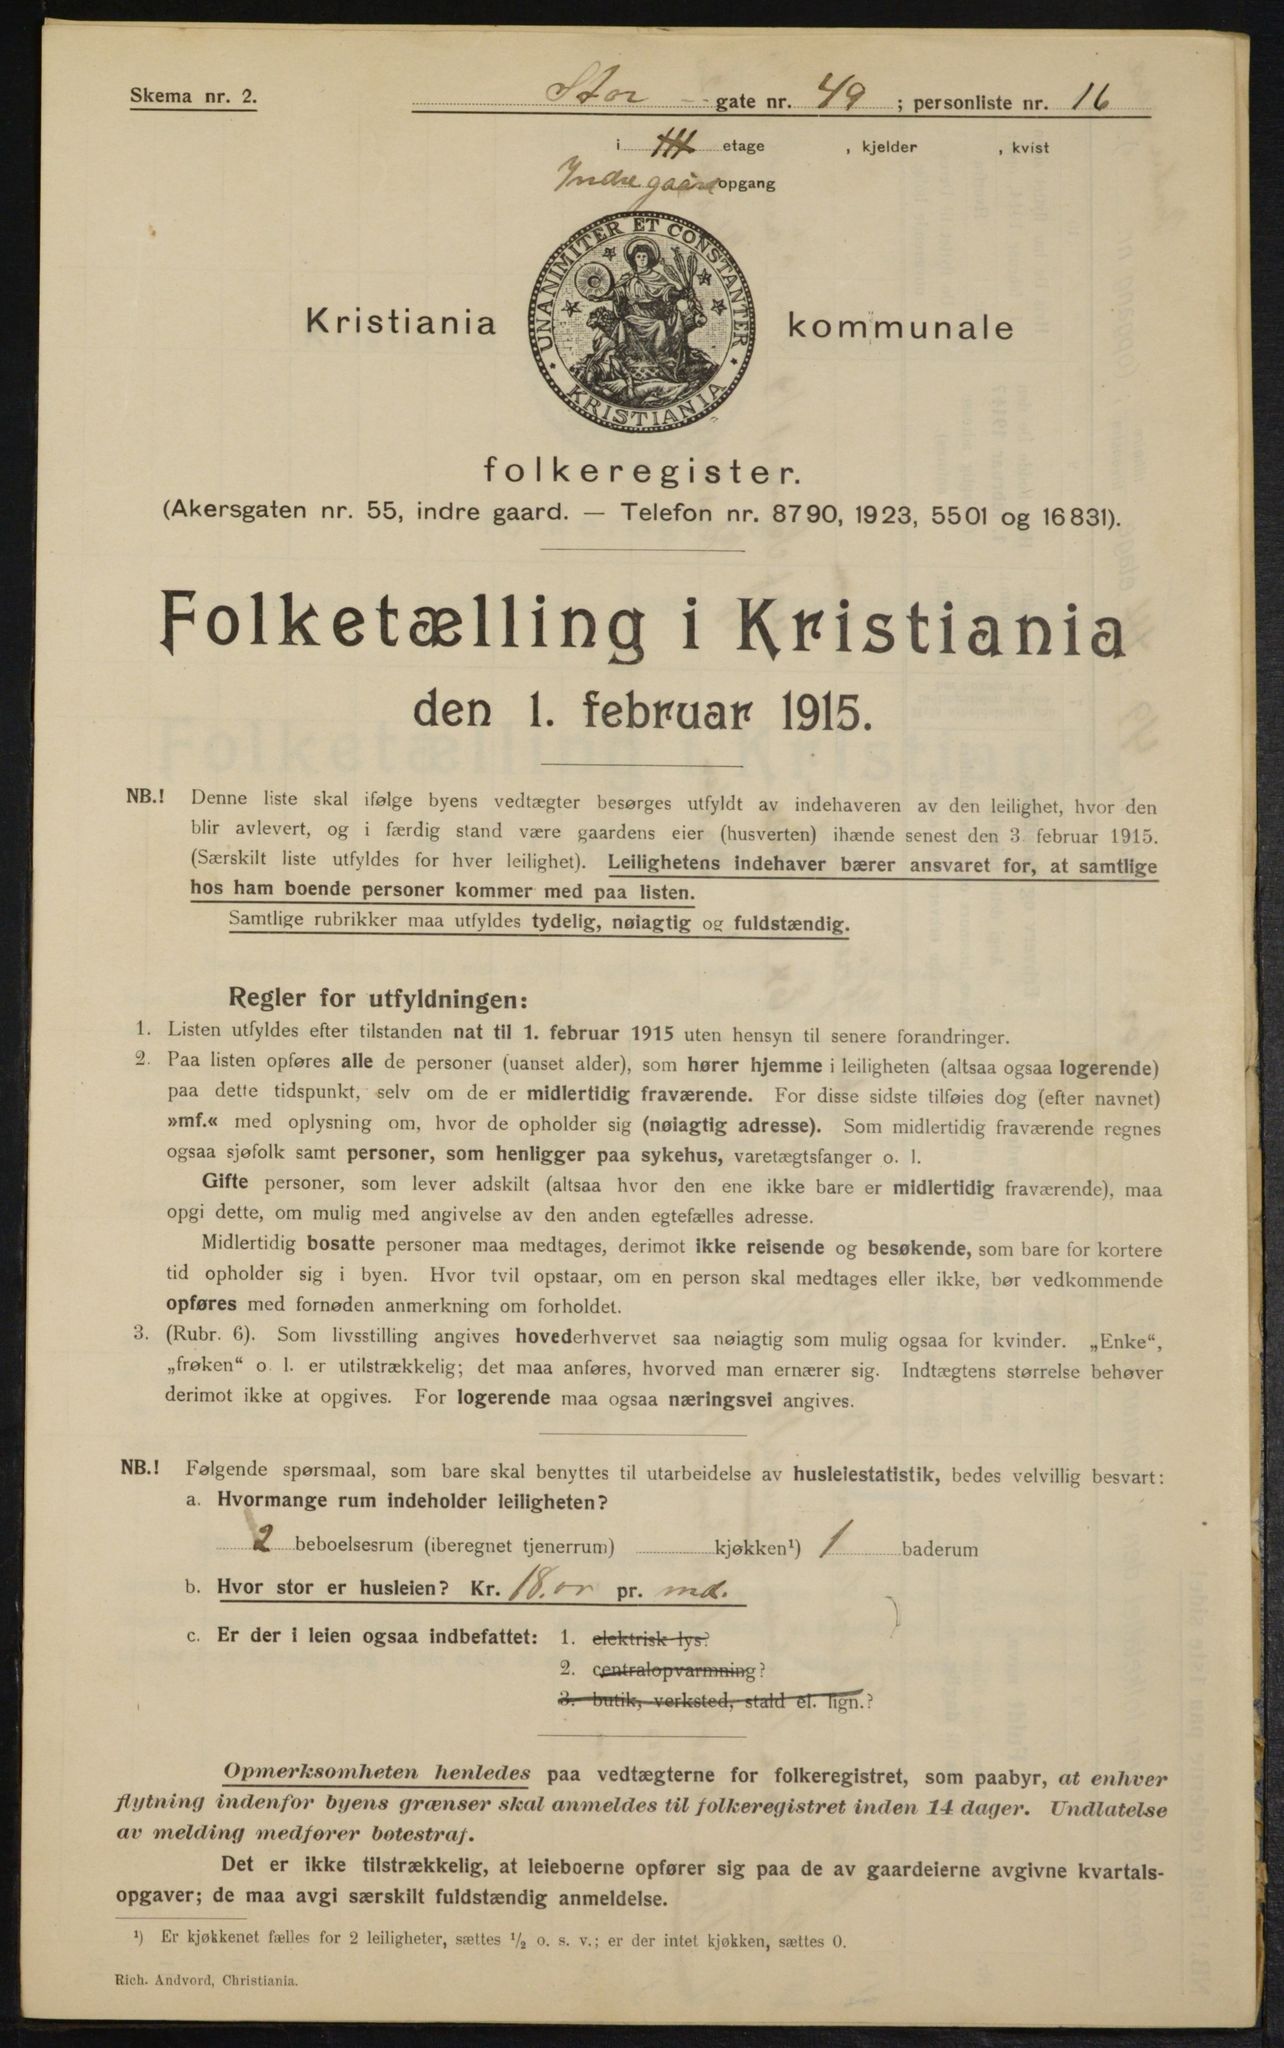 Skema nr. 2.
Stor gate nr. 49 ; personliste nr. 16
i III etage , kjelder , kvist
Indregaard opgang
UNANIMITER ET CONSTANTER
KRISTIANIA
Kristiania kommunale
folkeregister.
(Akersgaten nr. 55, indre gaard. — Telefon nr. 8790, 1923, 5501 og 16831).
Folketælling i Kristiania
den 1. februar 1915.
NB.! Denne liste skal ifølge byens vedtægter besørges utfyldt av indehaveren av den leilighet, hvor den
blir avlevert, og i færdig stand være gaardens eier (husverten) ihænde senest den 3. februar 1915.
(Særskilt liste utfyldes for hver leilighet). Leilighetens indehaver bærer ansvaret for, at samtlige
hos ham boende personer kommer med paa listen.
Samtlige rubrikker maa utfyldes tydelig, nøiagtig og fuldstændig.
Regler for utfyldningen:
1. Listen utfyldes efter tilstanden nat til 1. februar 1915 uten hensyn til senere forandringer.
2. Paa listen opføres alle de personer (uanset alder), som hører hjemme i leiligheten (altsaa ogsaa logerende)
paa dette tidspunkt, selv om de er midlertidig fraværende. For disse sidste tilføies dog (efter navnet)
»mf.« med oplysning om, hvor de opholder sig (nøiagtig adresse). Som midlertidig fraværende regnes
ogsaa sjøfolk samt personer, som henligger paa sykehus, varetægtsfanger o. l.
Gifte personer, som lever adskilt (altsaa hvor den ene ikke bare er midlertidig fraværende), maa
opgi dette, om mulig med angivelse av den anden egtefælles adresse.
Midlertidig bosatte personer maa medtages, derimot ikke reisende og besøkende, som bare for kortere
tid opholder sig i byen. Hvor tvil opstaar, om en person skal medtages eller ikke, bør vedkommende
opføres med fornøden anmerkning om forholdet.
3. (Rubr. 6). Som livsstilling angives hovederhvervet saa nøiagtig som mulig ogsaa for kvinder. „Enke“,
„frøken“ o. l. er utilstrækkelig; det maa anføres, hvorved man ernærer sig. Indtægtens størrelse behøver
derimot ikke at opgives. For logerende maa ogsaa næringsvei angives.
NB.! Følgende spørsmaal, som bare skal benyttes til utarbeidelse av husleiestatistik, bedes velvillig besvart:
a. Hvormange rum indeholder leiligheten?
2 beboelsesrum (iberegnet tjenerrum) kjøkken¹) 1 baderum
b. Hvor stor er husleien? Kr. 18.00 pr. md.
c. Er der i leien ogsaa indbefattet: 1. elektrisk lys?
2. centralopvarmning?
3. butik, verksted, stald el. lign.?
Opmerksomheten henledes paa vedtægterne for folkeregistret, som paabyr, at enhver
flytning indenfor byens grænser skal anmeldes til folkeregistret inden 14 dager. Undlatelse
av melding medfører botestraf.
Det er ikke tilstrækkelig, at leieboerne opfører sig paa de av gaardeierne avgivne kvartals-
opgaver; de maa avgi særskilt fuldstændig anmeldelse.
¹) Er kjøkkenet fælles for 2 leiligheter, sættes ½ o. s. v.; er der intet kjøkken, sættes 0.
Rich. Andvord, Christiania.